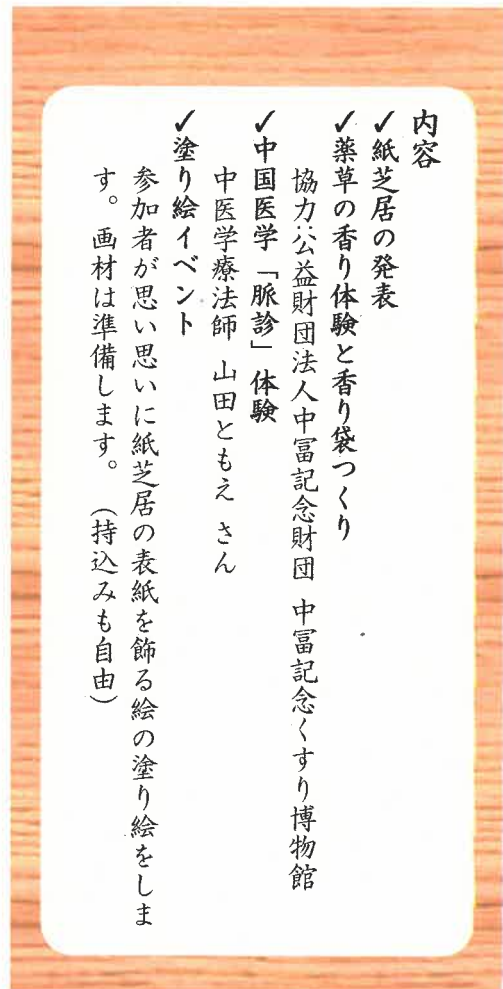 内容
✓紙芝居の発表
✓薬草の香り体験と香り袋つくり
協力:公益財団法人中冨記念財団 中冨記念くすり博物館
✓中国医学「脈診」体験
中医学療法師 山田ともえ さん
✓塗り絵イベント
参加者が思い思いに紙芝居の表紙を飾る絵の塗り絵をしま
す。画材は準備します。（持込みも自由）